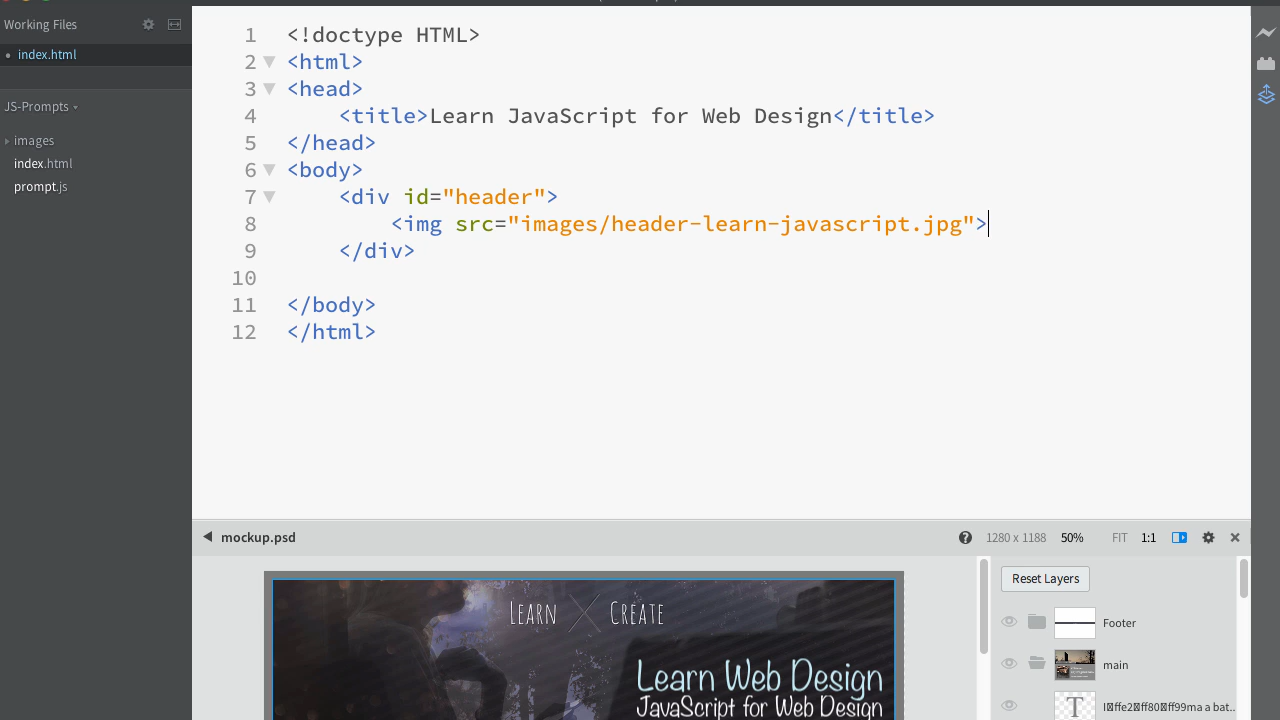 Working Files
index.html
JS-Prompts
images
index.html
prompt.js
1 <!doctype HTML>
2 <html>
3 <head>
4 <title>Learn JavaScript for Web Design</title>
5 </head>
6 <body>
7 <div id="header">
8 <img src="images/header-learn-javascript.jpg">
9 </div>
10
11 </body>
12 </html>
mockup.psd
1280 x 1188 50% FIT 1:1
Reset Layers
Footer
main
LEARN CREATE
Learn Web Design
JavaScript for Web Design